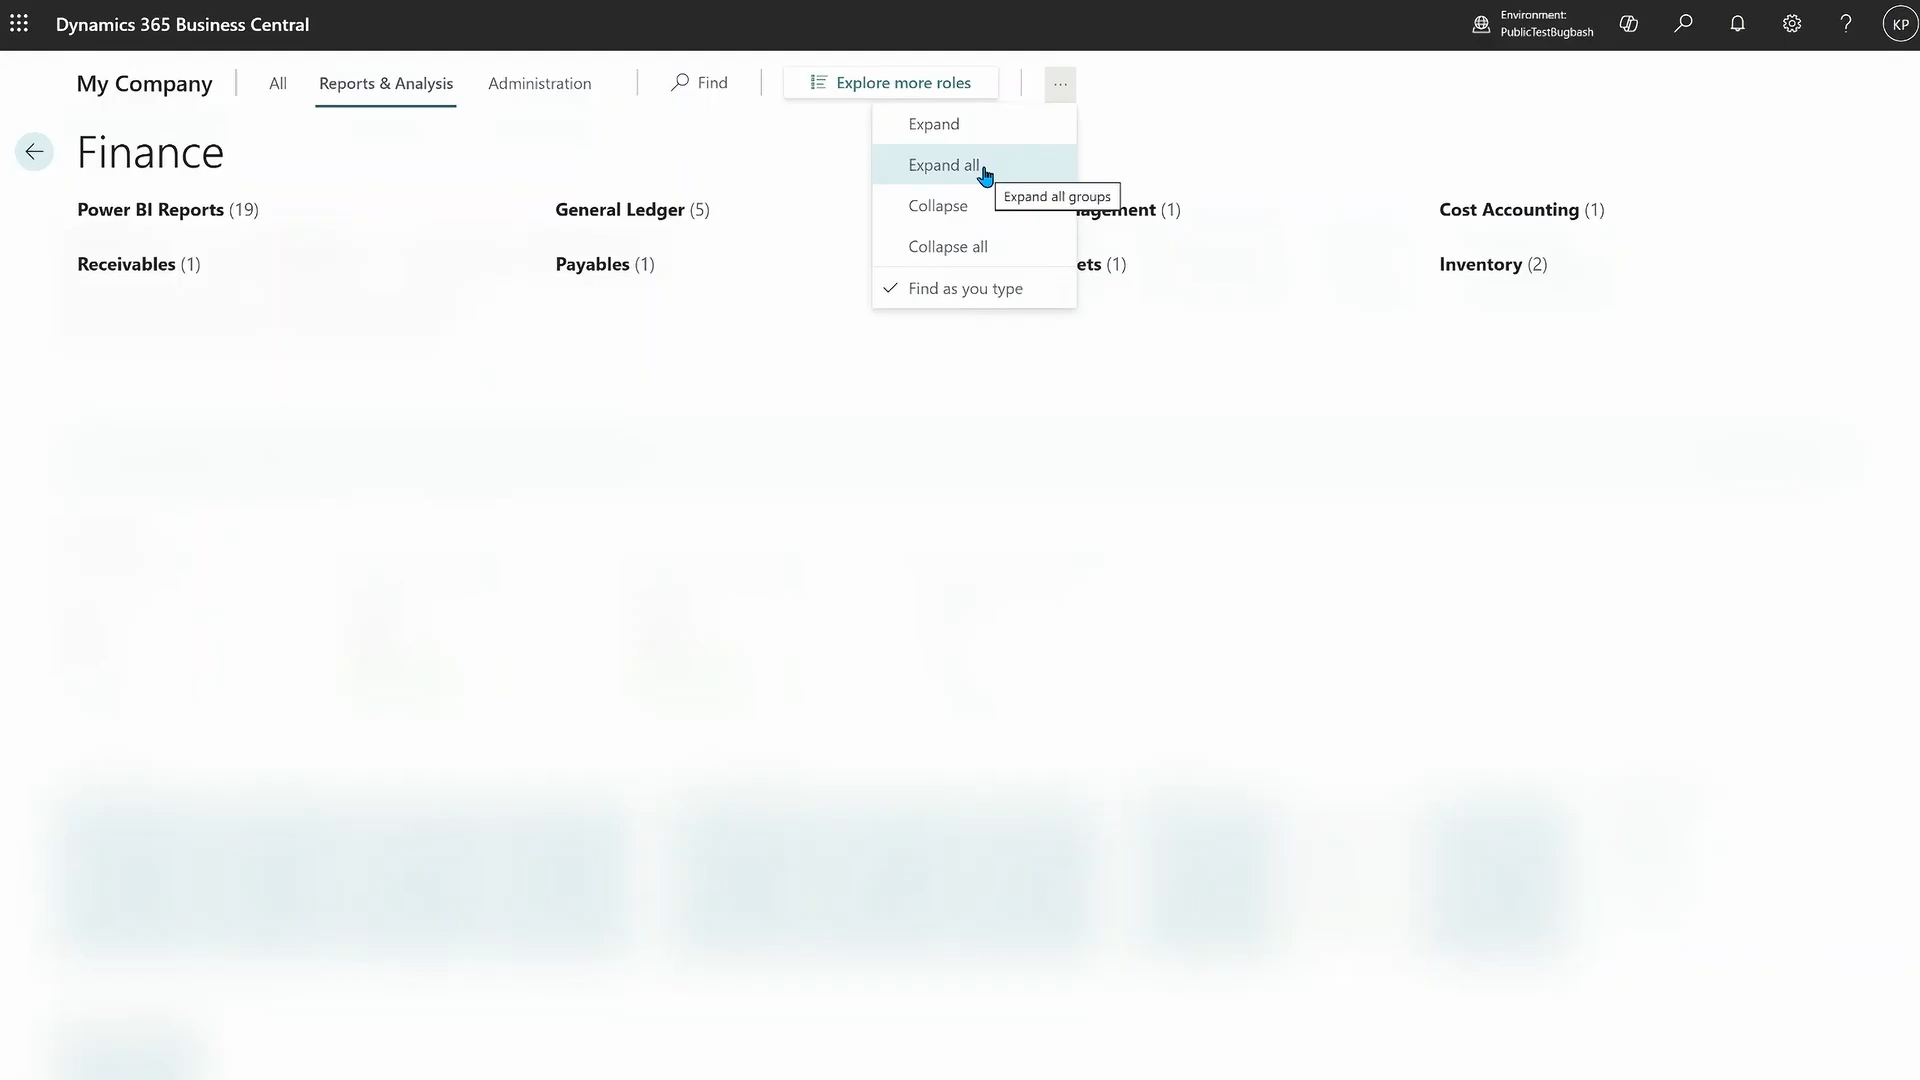 Dynamics 365 Business Central
Environment:
PublicTestBugbash
KP
My Company
All
Reports & Analysis
Administration
Find
Explore more roles
...
Finance
Expand
Expand all
Expand all groups
Collapse
Collapse all
Find as you type
Power BI Reports (19)
General Ledger (5)
(1)
Cost Accounting (1)
Receivables (1)
Payables (1)
ets (1)
Inventory (2)